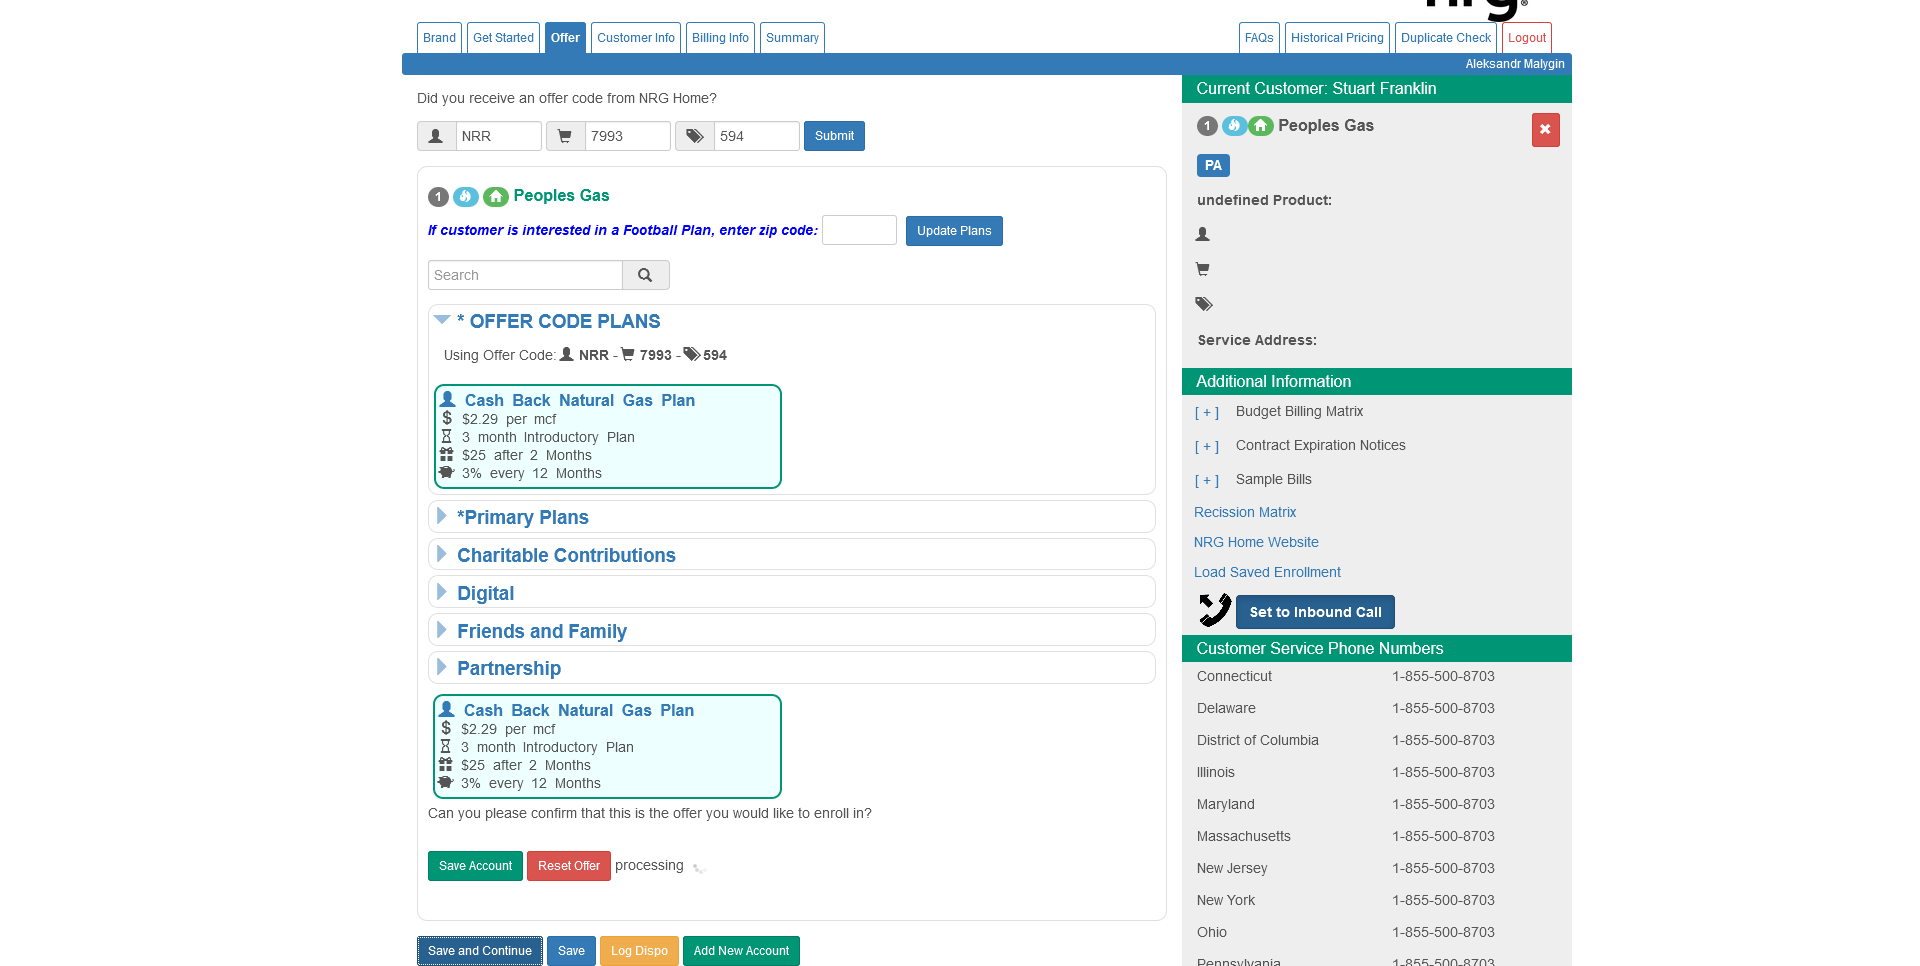 nrg®
Brand Get Started Offer Customer Info Billing Info Summary FAQs Historical Pricing Duplicate Check Logout
Aleksandr Malygin
Did you receive an offer code from NRG Home?
NRR 7993 594 Submit
1 Peoples Gas
If customer is interested in a Football Plan, enter zip code: Update Plans
Search
* OFFER CODE PLANS
Using Offer Code: NRR - 7993 - 594
Cash Back Natural Gas Plan
$2.29 per mcf
3 month Introductory Plan
$25 after 2 Months
3% every 12 Months
*Primary Plans
Charitable Contributions
Digital
Friends and Family
Partnership
Cash Back Natural Gas Plan
$2.29 per mcf
3 month Introductory Plan
$25 after 2 Months
3% every 12 Months
Can you please confirm that this is the offer you would like to enroll in?
Save Account Reset Offer processing
Save and Continue Save Log Dispo Add New Account
Current Customer: Stuart Franklin
1 Peoples Gas
PA
undefined Product:
Service Address:
Additional Information
[ + ] Budget Billing Matrix
[ + ] Contract Expiration Notices
[ + ] Sample Bills
Recission Matrix
NRG Home Website
Load Saved Enrollment
Set to Inbound Call
Customer Service Phone Numbers
Connecticut 1-855-500-8703
Delaware 1-855-500-8703
District of Columbia 1-855-500-8703
Illinois 1-855-500-8703
Maryland 1-855-500-8703
Massachusetts 1-855-500-8703
New Jersey 1-855-500-8703
New York 1-855-500-8703
Ohio 1-855-500-8703
Pennsylvania 1-855-500-8703